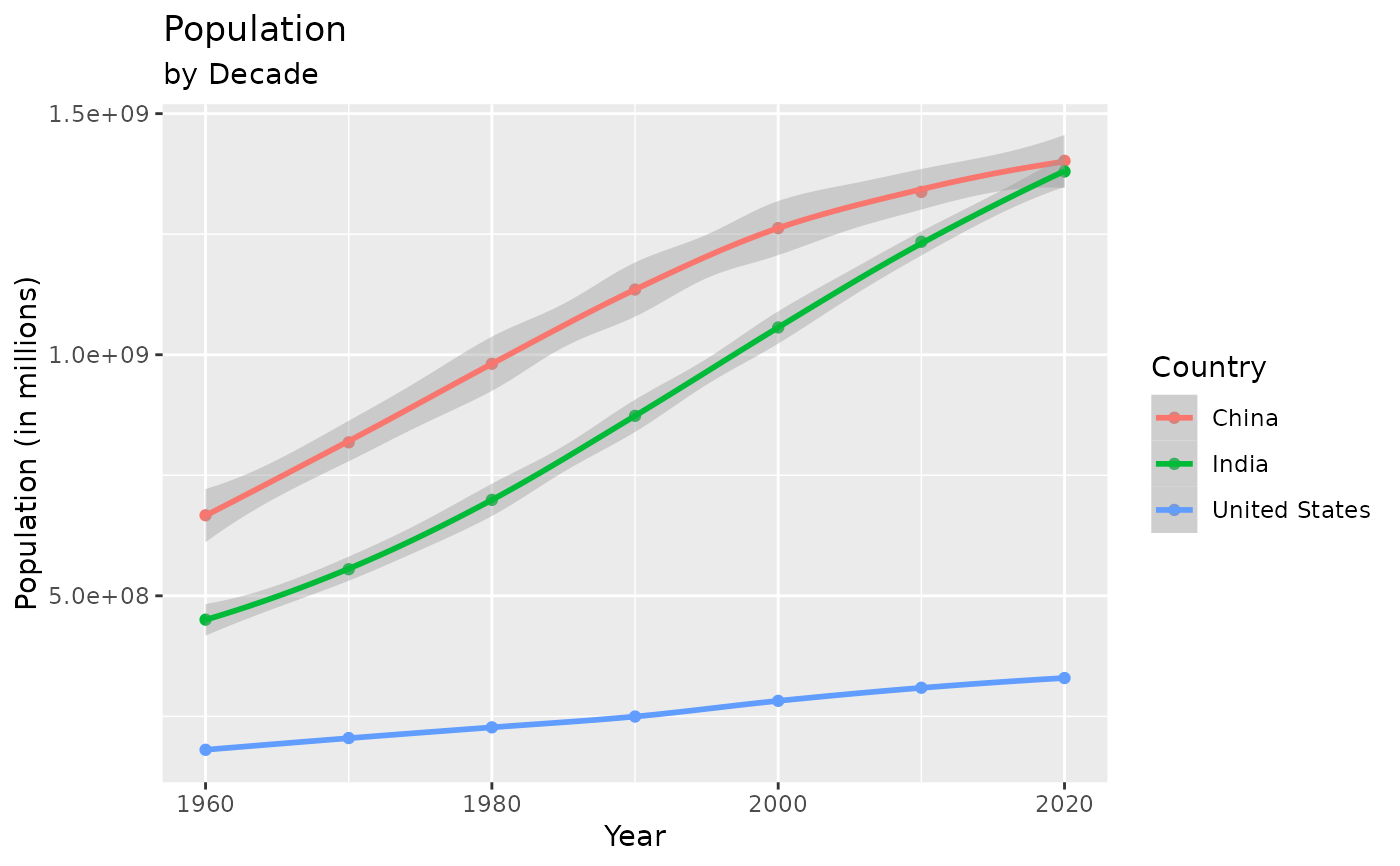 Population
by Decade
1.5e+09
1.0e+09
5.0e+08
Population (in millions)
1960
1980
2000
2020
Year
Country
China
India
United States